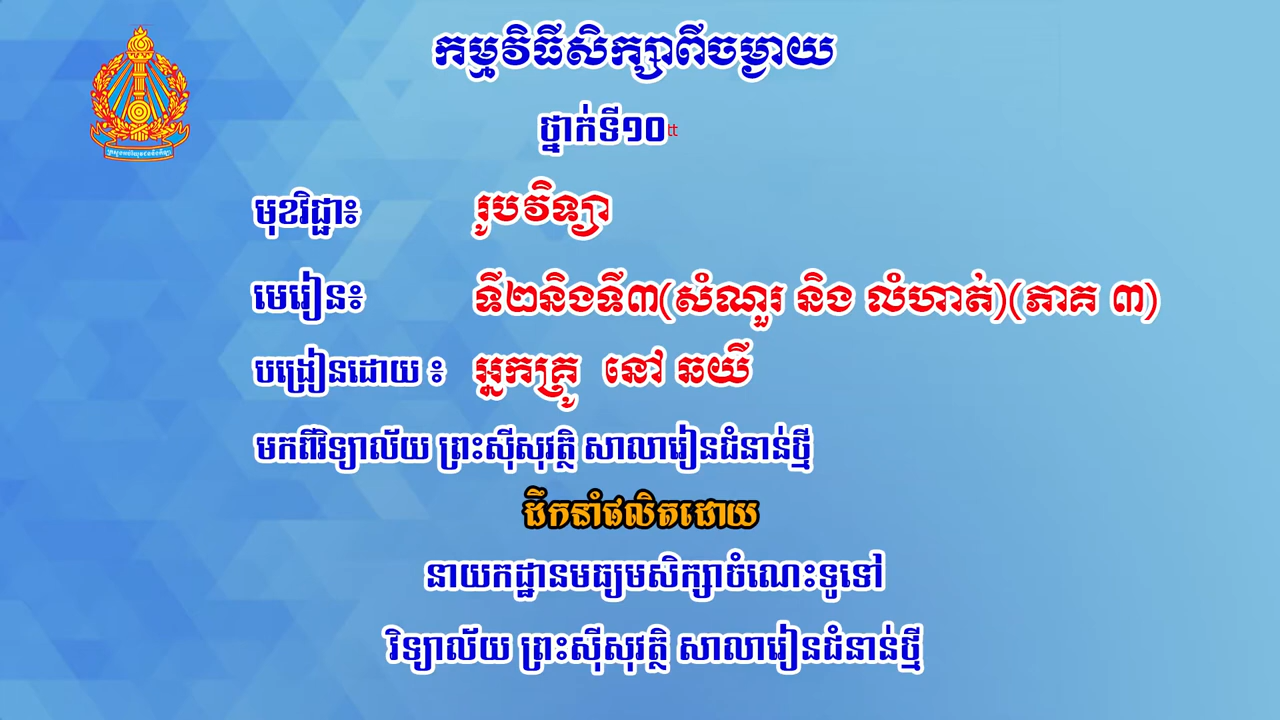 កម្មវិធីសិក្សាពីចម្ងាយ
ថ្នាក់ទី១០tt
មុខវិជ្ជា៖ រូបវិទ្យា
មេរៀន៖ ទី២និងទី៣(សំណួរ និង លំហាត់)(ភាគ ៣)
បង្រៀនដោយ ៖ អ្នកគ្រូ នៅ ឆយី
មកពីវិទ្យាល័យ ព្រះស៊ីសុវត្ថិ សាលារៀនជំនាន់ថ្មី
ដឹកនាំផលិតដោយ
នាយកដ្ឋានមធ្យមសិក្សាចំណេះទូទៅ
វិទ្យាល័យ ព្រះស៊ីសុវត្ថិ សាលារៀនជំនាន់ថ្មី